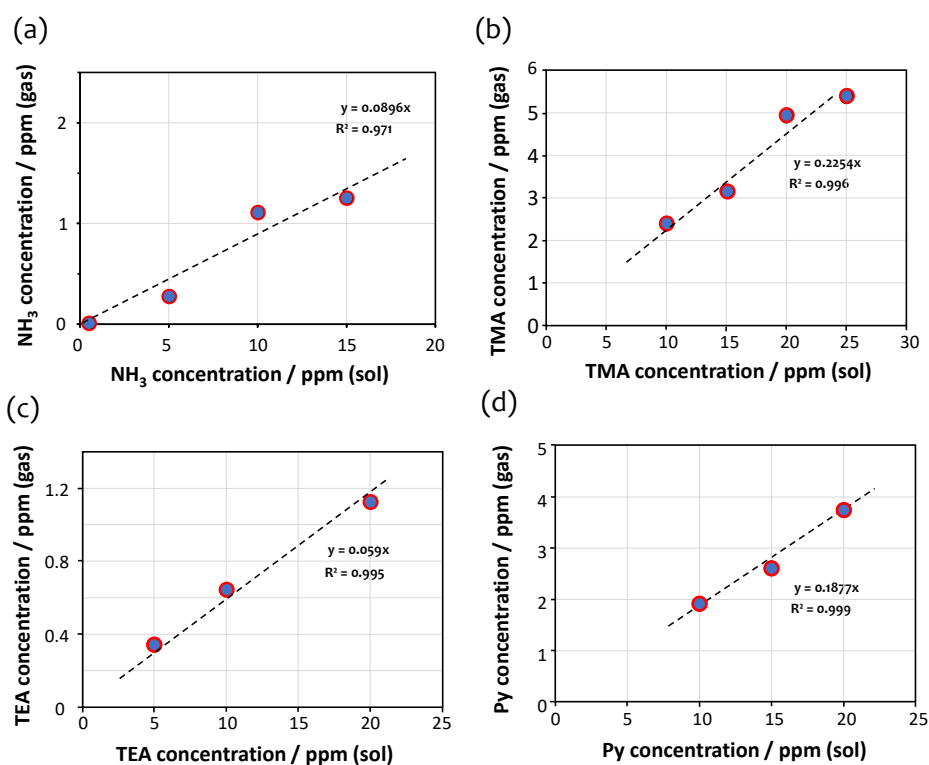 (a)
NH₃ concentration / ppm (gas)
2
1
0
y = 0.0896x
R² = 0.971
0 5 10 15 20
NH₃ concentration / ppm (sol)
(b)
TMA concentration / ppm (gas)
6
5
4
3
2
1
0
y = 0.2254x
R² = 0.996
0 5 10 15 20 25 30
TMA concentration / ppm (sol)
(c)
TEA concentration / ppm (gas)
1.2
0.8
0.4
0
y = 0.059x
R² = 0.995
0 5 10 15 20 25
TEA concentration / ppm (sol)
(d)
Py concentration / ppm (gas)
5
4
3
2
1
0
y = 0.1877x
R² = 0.999
0 5 10 15 20 25
Py concentration / ppm (sol)